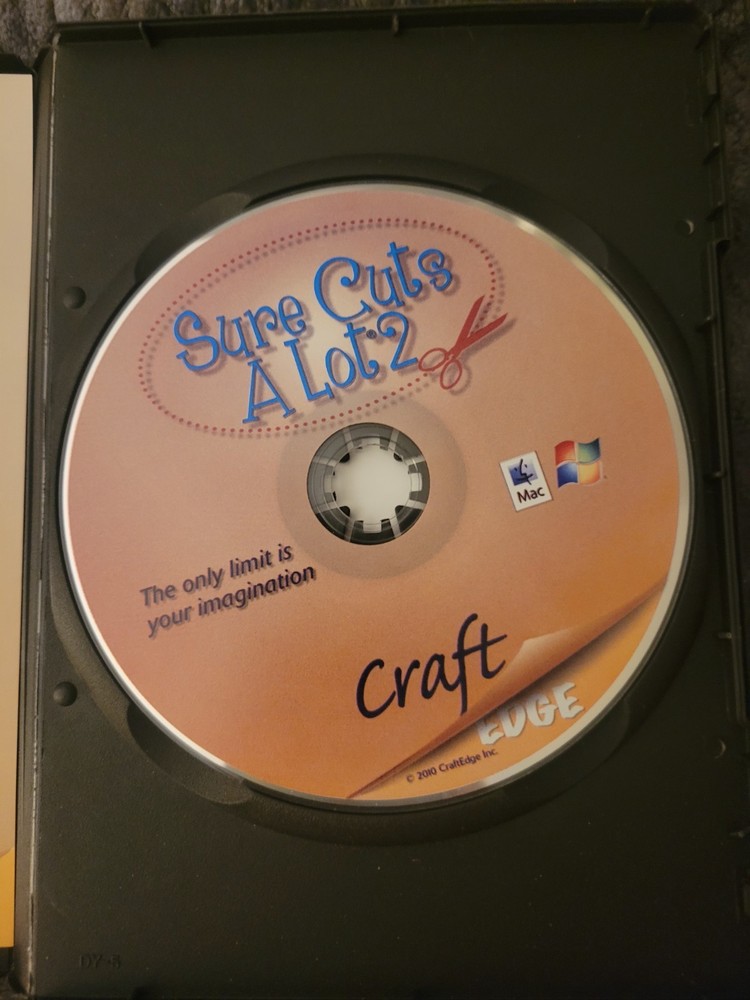 Sure Cuts
A Lot 2
Mac
The only limit is
your imagination
Craft
EDGE
© 2010 CraftEdge Inc.